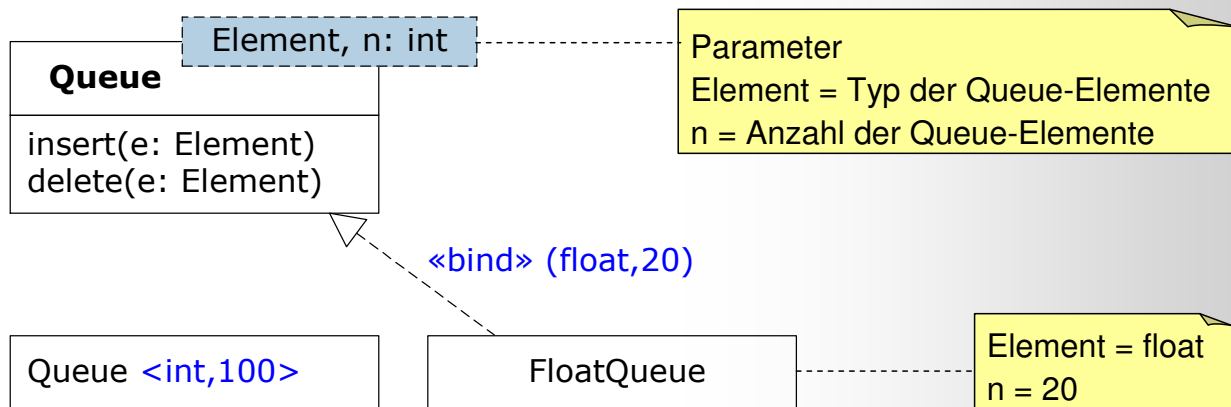 Element, n: int
Queue
insert(e: Element)
delete(e: Element)
Parameter
Element = Typ der Queue-Elemente
n = Anzahl der Queue-Elemente
«bind» (float,20)
Queue <int,100>
FloatQueue
Element = float
n = 20